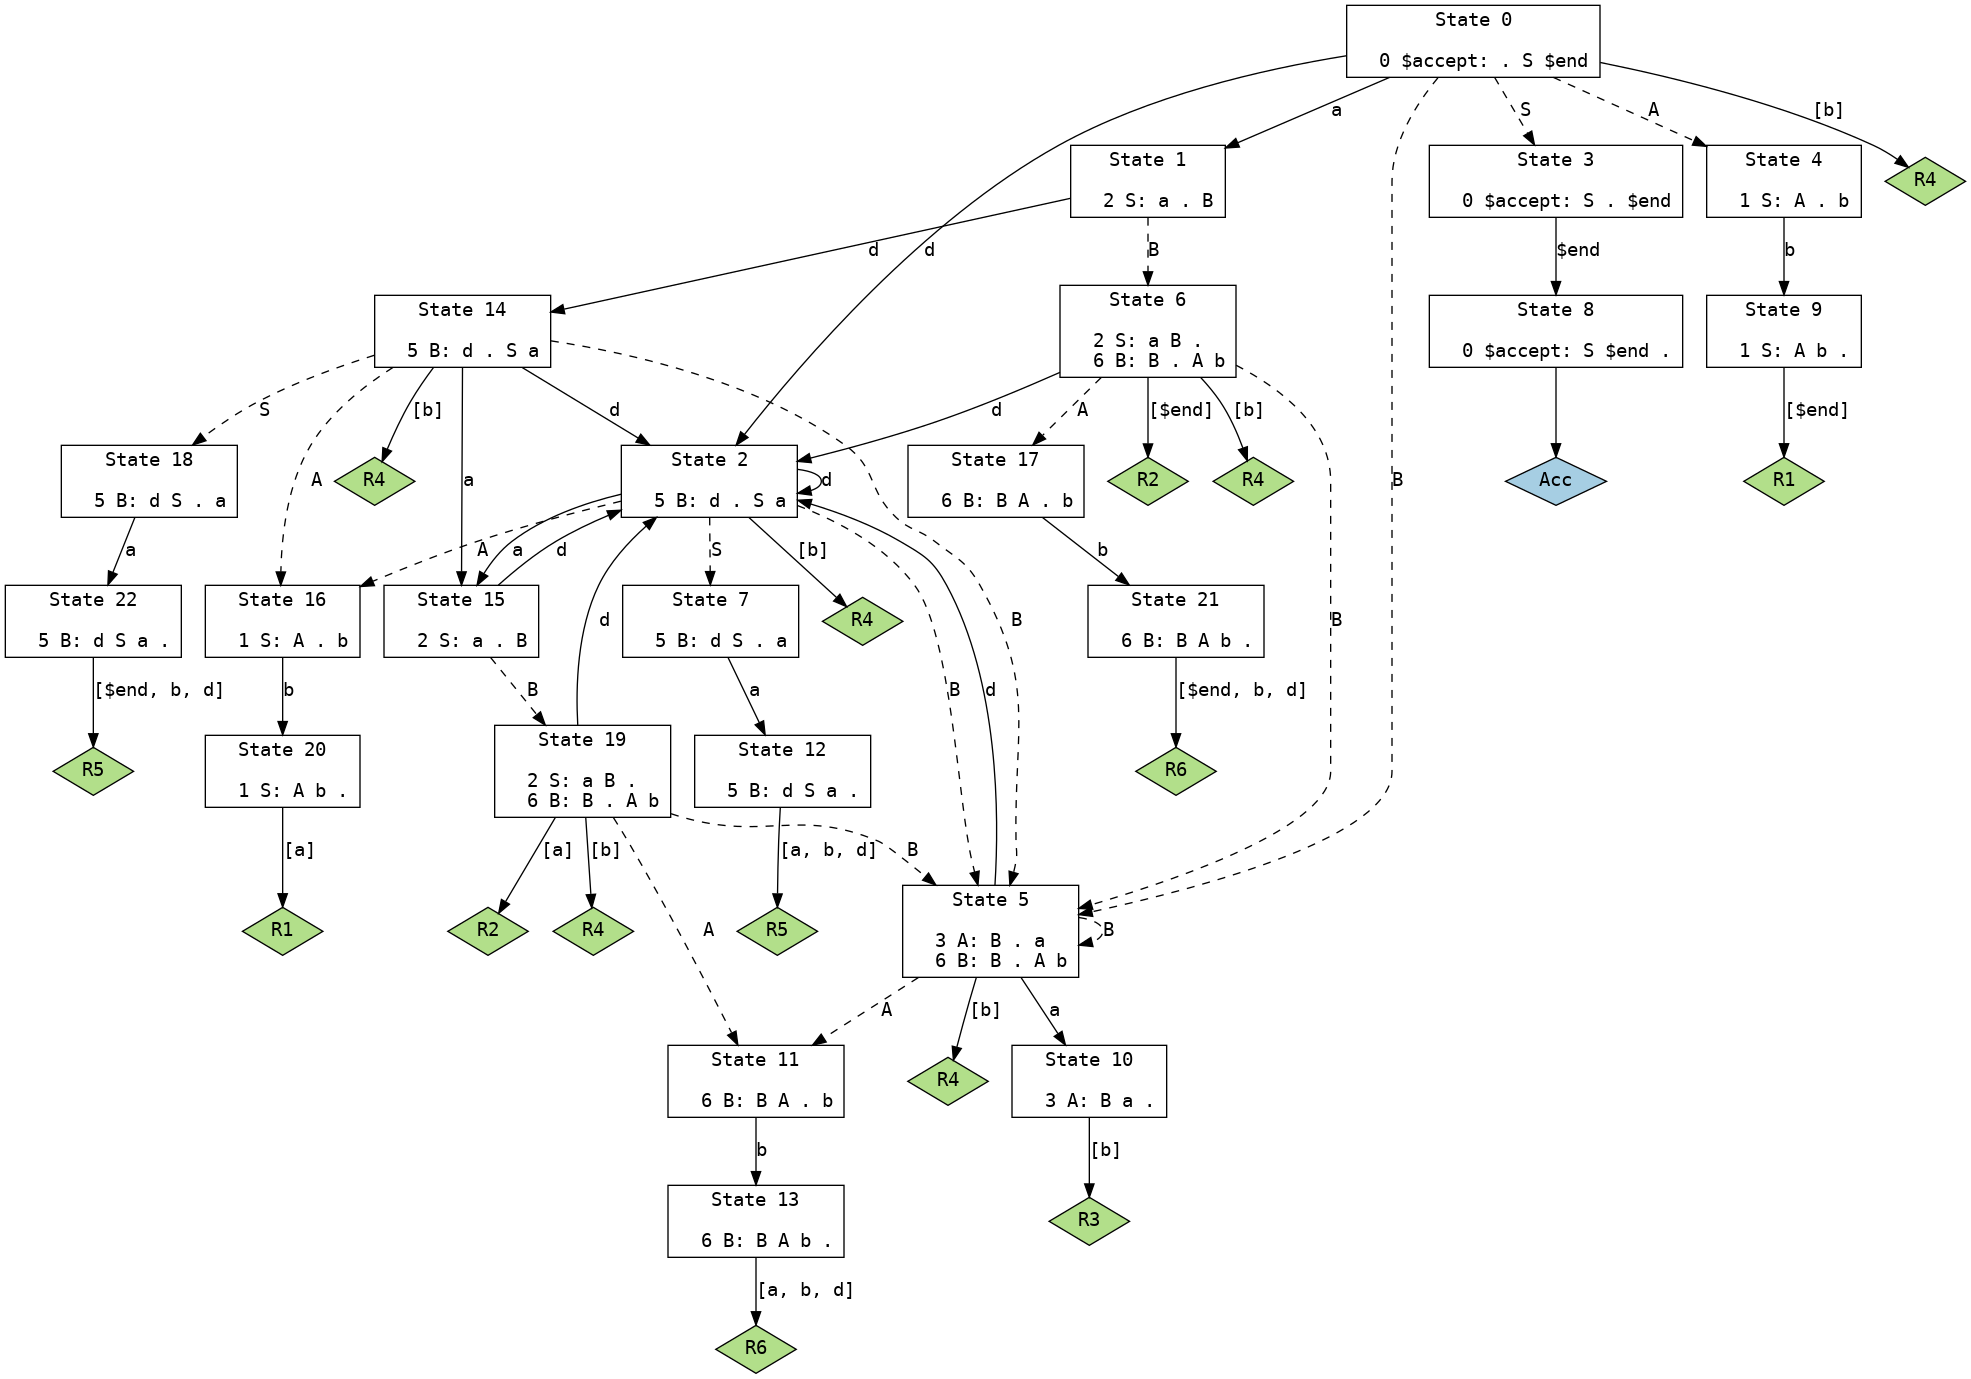 State 0
0 $accept: . S $end
a
S
A
[b]
State 1
2 S: a . B
State 3
0 $accept: S . $end
State 4
1 S: A . b
R4
d
d
B
$end
b
State 14
5 B: d . S a
State 6
2 S: a B .
6 B: B . A b
State 8
0 $accept: S $end .
State 9
1 S: A b .
S
[b]
d
d
A
[$end]
[b]
[$end]
State 18
5 B: d S . a
A
R4
a
State 2
5 B: d . S a
d
State 17
6 B: B A . b
R2
R4
B
Acc
R1
a
A
a
d
S
[b]
b
State 22
5 B: d S a .
State 16
1 S: A . b
State 15
2 S: a . B
d
State 7
5 B: d S . a
R4
B
State 21
6 B: B A b .
B
[$end, b, d]
b
B
a
B
d
[$end, b, d]
R5
State 20
1 S: A b .
State 19
2 S: a B .
6 B: B . A b
State 12
5 B: d S a .
R6
[a]
[a]
[b]
[a, b, d]
B
R1
R2
R4
A
R5
State 5
3 A: B . a
6 B: B . A b
B
A
[b]
a
State 11
6 B: B A . b
R4
State 10
3 A: B a .
b
[b]
State 13
6 B: B A b .
R3
[a, b, d]
R6